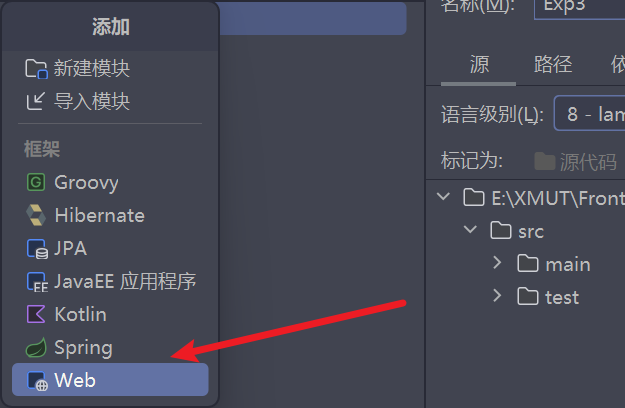 添加
新建模块
导入模块
框架
Groovy
Hibernate
JPA
JavaEE 应用程序
Kotlin
Spring
Web
名称(M): Exp3
源 路径
语言级别(L): 8 - lam
标记为: 源代码
E:\XMUT\Front
src
main
test